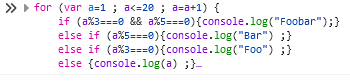 >> for (var a=1 ; a<=20 ; a=a+1) {
if (a%3===0 && a%5===0){console.log("Foobar");}
else if (a%5===0){console.log("Bar") ;}
else if (a%3===0){console.log("Foo") ;}
else {console.log(a) ;}…